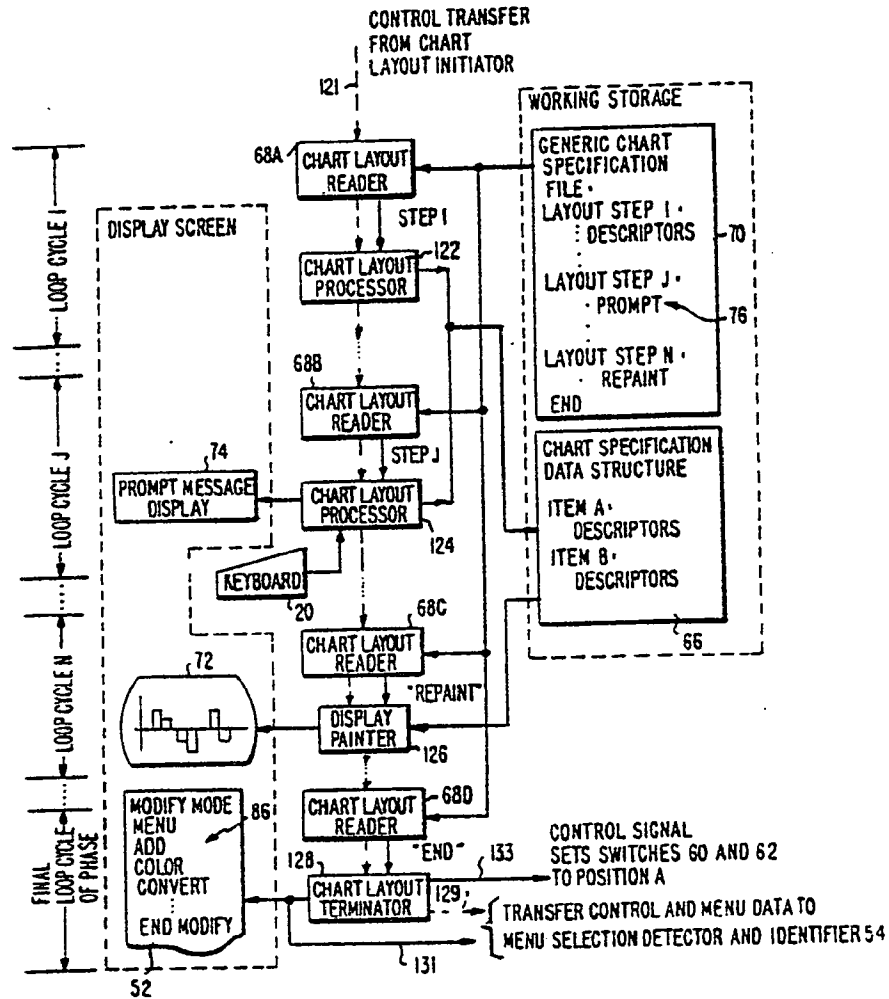 CONTROL TRANSFER
FROM CHART
LAYOUT INITIATOR
121
WORKING STORAGE
68A
CHART LAYOUT
READER
GENERIC CHART
SPECIFICATION
FILE:
LAYOUT STEP 1:
DESCRIPTORS
70
LAYOUT STEP J:
PROMPT
76
LAYOUT STEP N:
REPAINT
END
STEP 1
DISPLAY SCREEN
LOOP CYCLE 1
122
CHART LAYOUT
PROCESSOR
68B
CHART LAYOUT
READER
STEP J
LOOP CYCLE J
74
PROMPT MESSAGE
DISPLAY
CHART LAYOUT
PROCESSOR
124
KEYBOARD
20
CHART SPECIFICATION
DATA STRUCTURE
ITEM A:
DESCRIPTORS
ITEM B:
DESCRIPTORS
66
68C
CHART LAYOUT
READER
"REPAINT"
LOOP CYCLE N
72
DISPLAY
PAINTER
126
68D
CHART LAYOUT
READER
"END"
FINAL
LOOP CYCLE
OF PHASE
MODIFY MODE
MENU
ADD
COLOR
CONVERT
END MODIFY
86
52
128
CHART LAYOUT
TERMINATOR
129
133
131
CONTROL SIGNAL
SETS SWITCHES 60 AND 62
TO POSITION A
TRANSFER CONTROL AND MENU DATA TO
MENU SELECTION DETECTOR AND IDENTIFIER 54